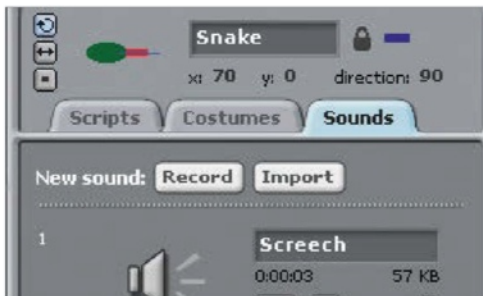 Snake
x: 70 y: 0 direction: 90
Scripts Costumes Sounds
New sound: Record Import
1 Screech
0:00:03 57 KB